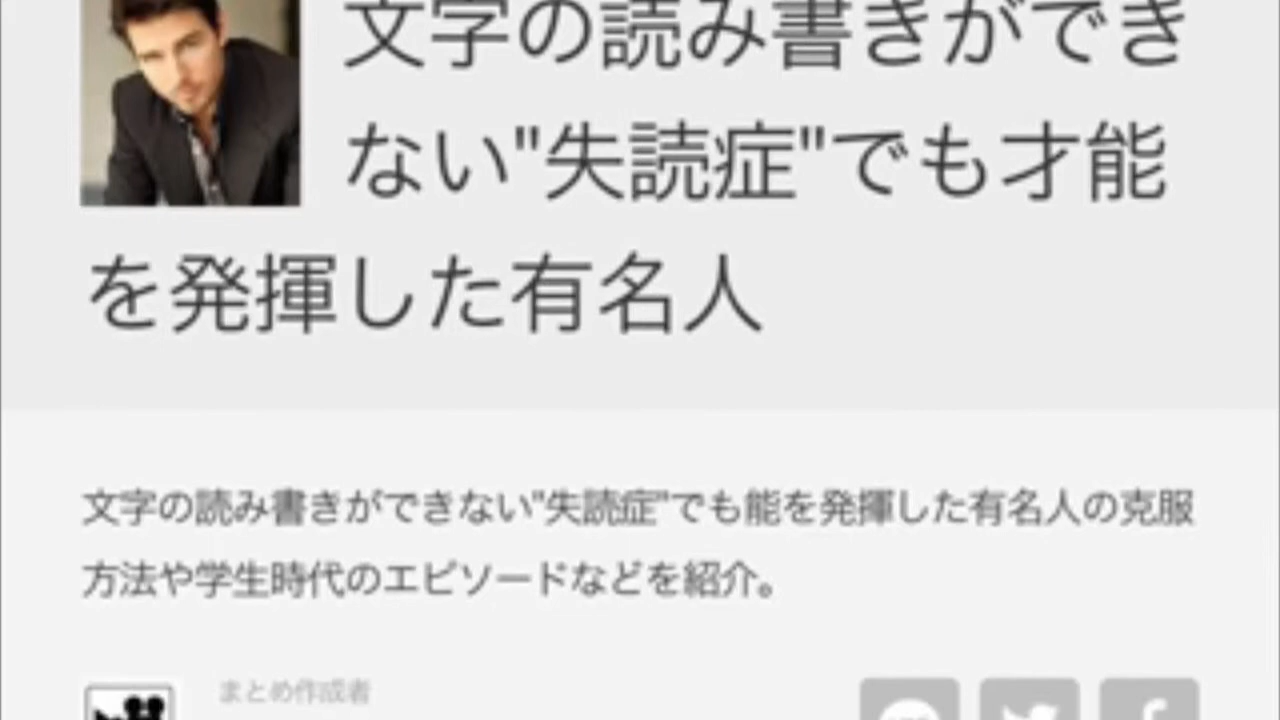 文字の読み書きができ
ない"失読症"でも才能
を発揮した有名人
文字の読み書きができない"失読症"でも能を発揮した有名人の克服
方法や学生時代のエピソードなどを紹介。
まとめ作成者